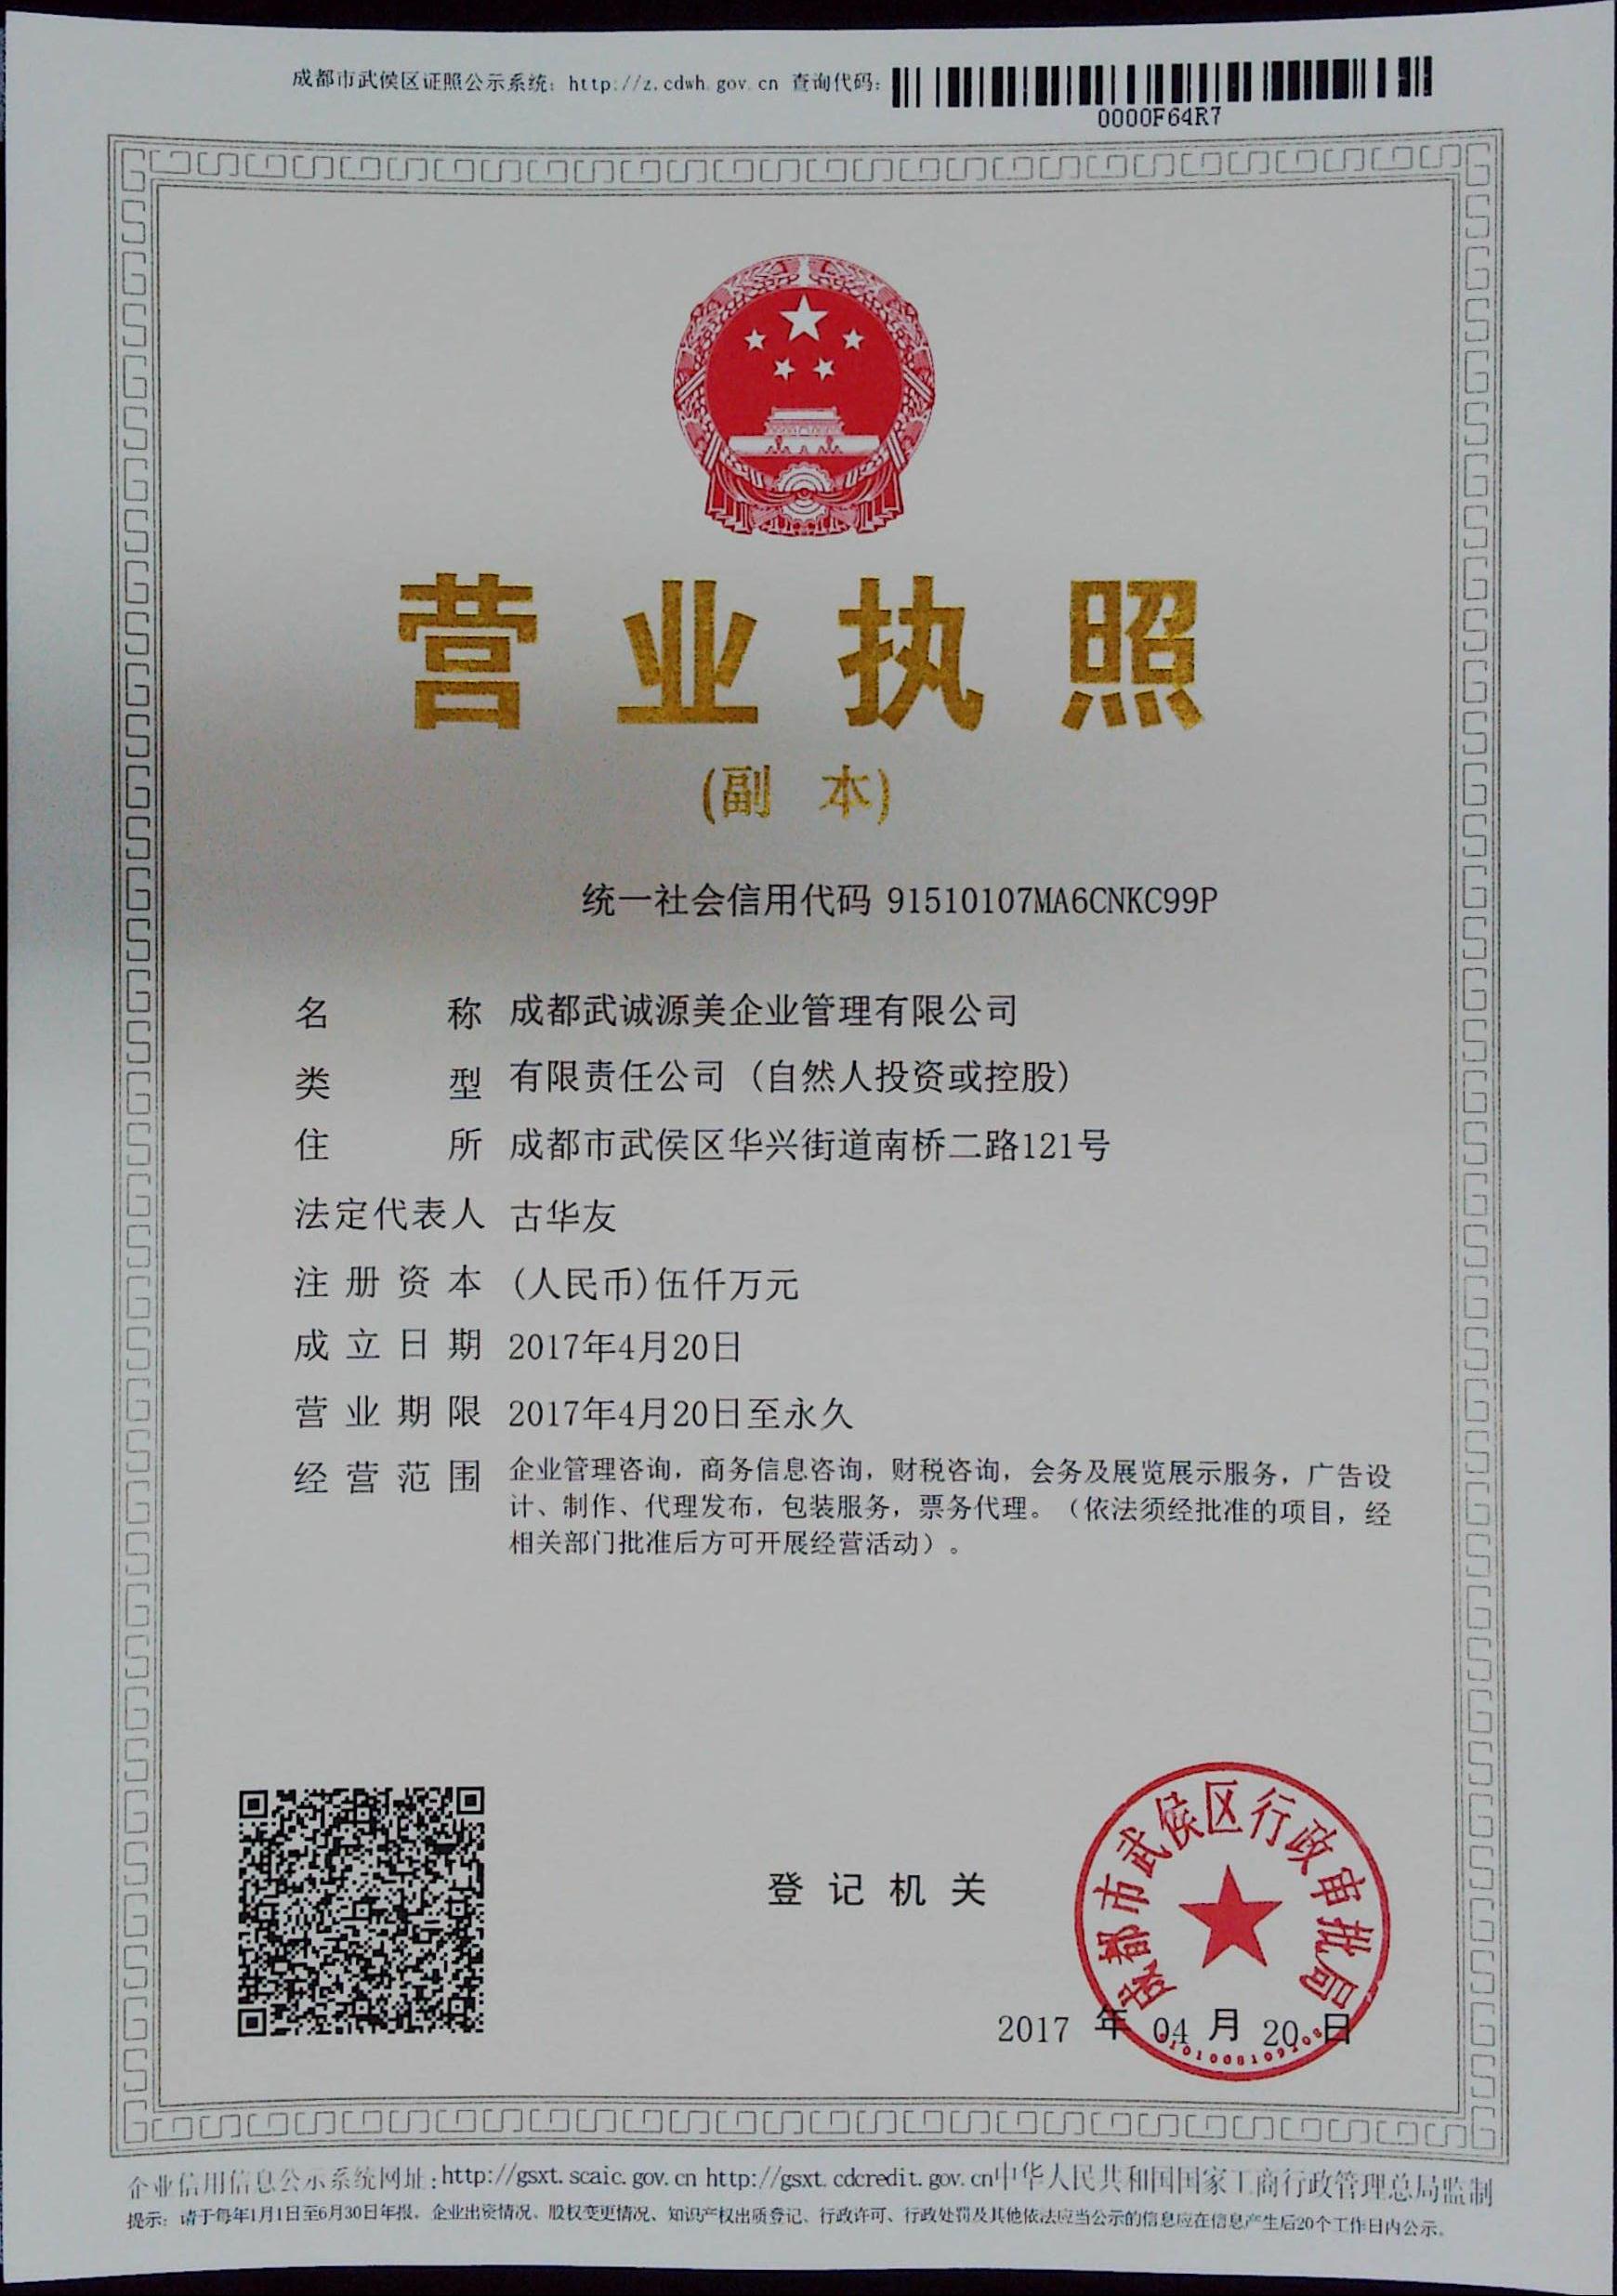 成都市武侯区证照公示系统：http://z.cdwh.gov.cn 查询代码：
0000F64R7
营业执照
(副 本)
统一社会信用代码 91510107MA6CNKC99P
名 称 成都武诚源美企业管理有限公司
类 型 有限责任公司（自然人投资或控股）
住 所 成都市武侯区华兴街道南桥二路121号
法定代表人 古华友
注册资本 (人民币)伍仟万元
成立日期 2017年4月20日
营业期限 2017年4月20日至永久
经营范围 企业管理咨询，商务信息咨询，财税咨询，会务及展览展示服务，广告设
计、制作、代理发布，包装服务，票务代理。（依法须经批准的项目，经
相关部门批准后方可开展经营活动）。
成都市武侯区行政审批局
登记机关
2017 年 04 月 20 日
企业信用信息公示系统网址：http://gsxt.scaic.gov.cn http://gsxt.cdcredit.gov.cn中华人民共和国国家工商行政管理总局监制
提示：请于每年1月1日至6月30日年报。企业出资情况、股权变更情况、知识产权出质登记、行政许可、行政处罚及其他依法应当公示的信息应在信息产生后20个工作日内公示。